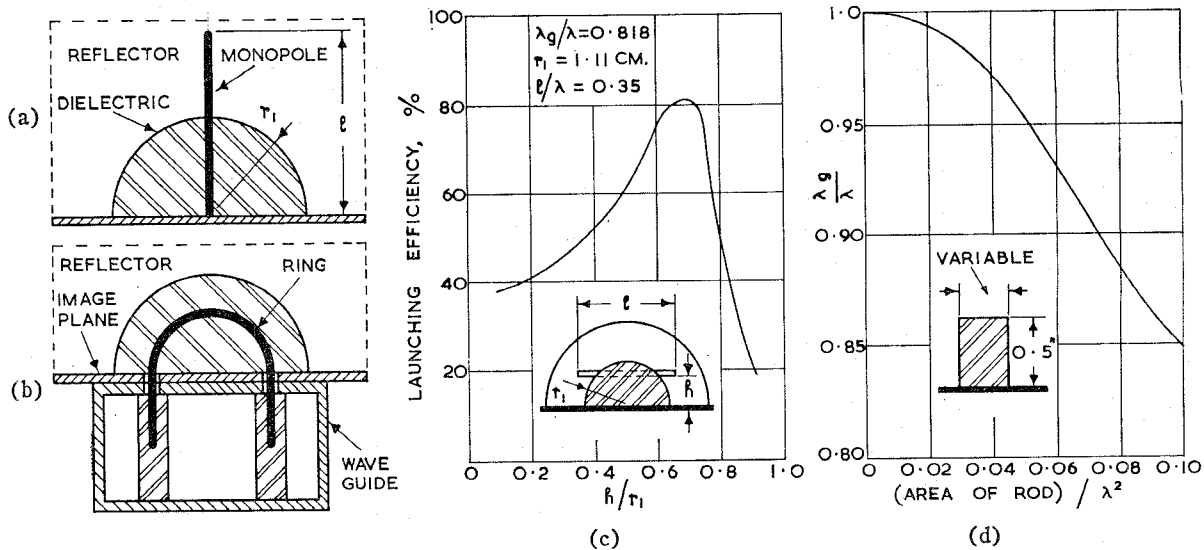 REFLECTOR
MONOPOLE
DIELECTRIC
r₁
ℓ
(a)
REFLECTOR
RING
IMAGE
PLANE
(b)
WAVE
GUIDE
LAUNCHING EFFICIENCY, %
100
80
60
40
20
λg/λ=0·818
r₁ = 1·11 CM.
ℓ/λ = 0·35
ℓ
r₁
h
0
0·2
0·4
0·6
0·8
1·0
h/r₁
(c)
λg/λ
1·0
0·95
0·90
0·85
0·80
VARIABLE
0·5"
0
0·02
0·04
0·06
0·08
0·10
(AREA OF ROD) / λ²
(d)